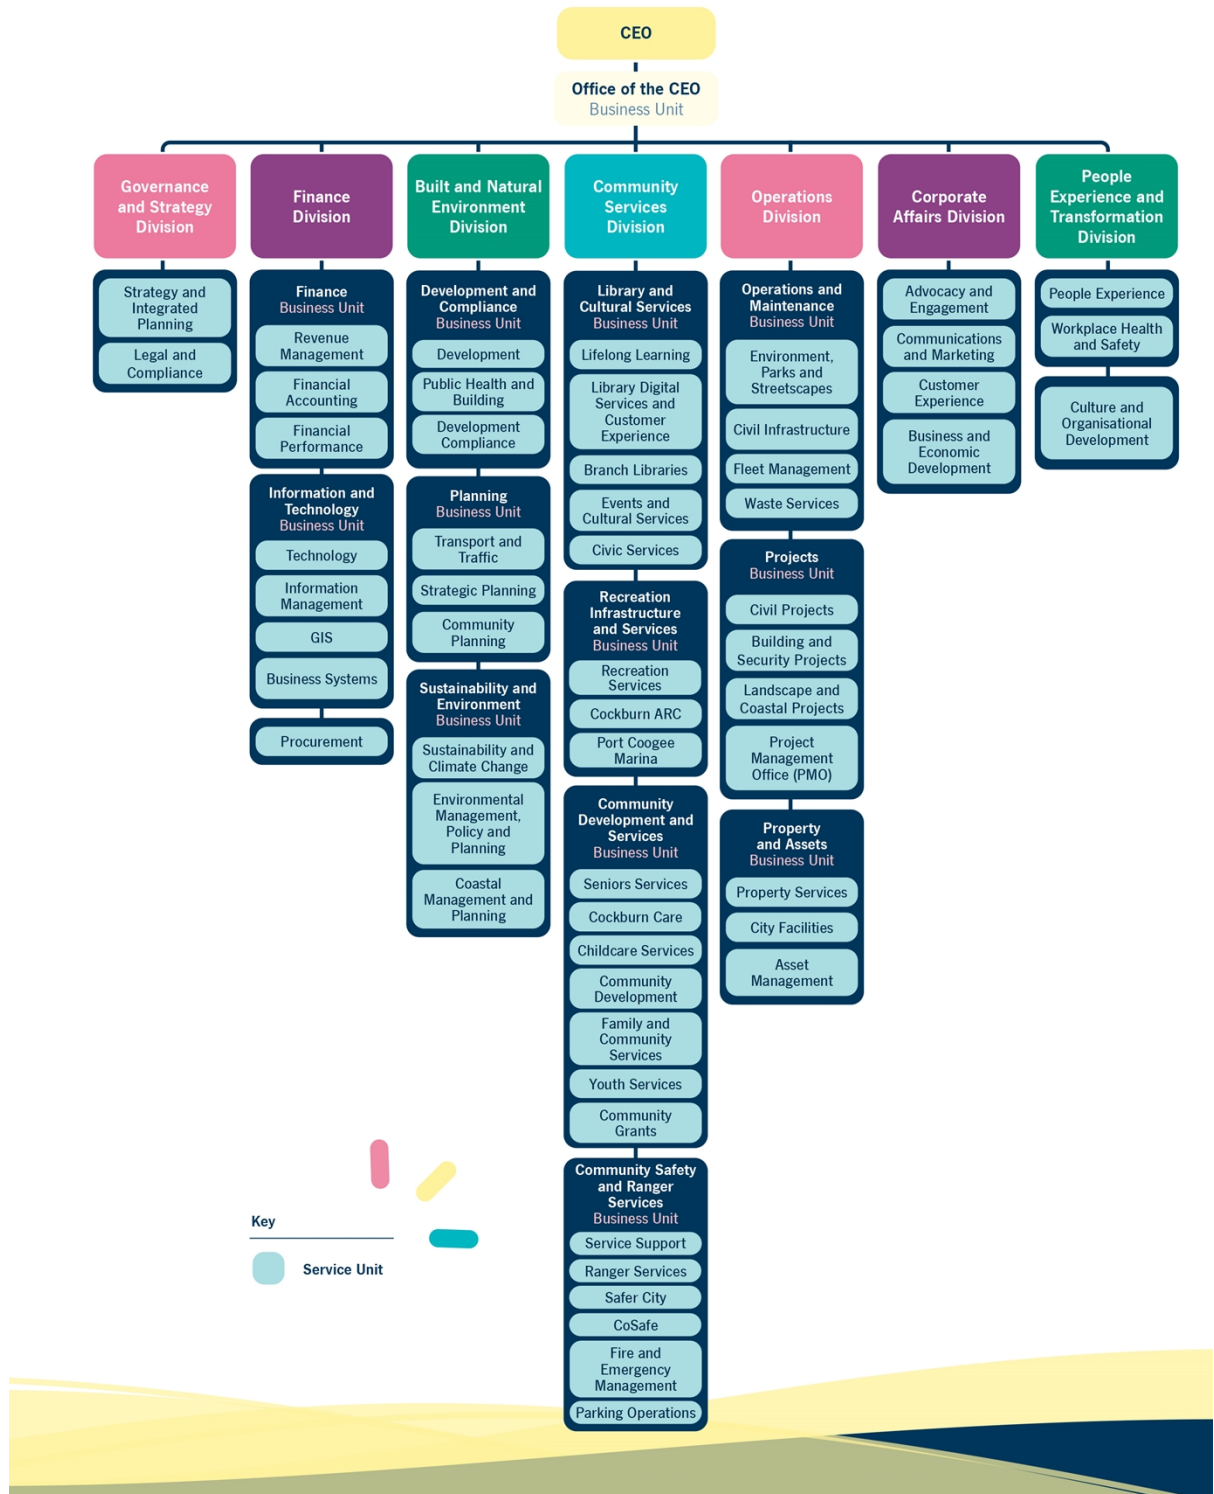 CEO
Office of the CEO
Business Unit
Governance
and Strategy
Division
Strategy and
Integrated
Planning
Legal and
Compliance
Finance
Division
Finance
Business Unit
Revenue
Management
Financial
Accounting
Financial
Performance
Information and
Technology
Business Unit
Technology
Information
Management
GIS
Business Systems
Procurement
Built and Natural
Environment
Division
Development and
Compliance
Business Unit
Development
Public Health and
Building
Development
Compliance
Planning
Business Unit
Transport and
Traffic
Strategic Planning
Community
Planning
Sustainability and
Environment
Business Unit
Sustainability and
Climate Change
Environmental
Management,
Policy and
Planning
Coastal
Management and
Planning
Community
Services
Division
Library and
Cultural Services
Business Unit
Lifelong Learning
Library Digital
Services and
Customer
Experience
Branch Libraries
Events and
Cultural Services
Civic Services
Recreation
Infrastructure
and Services
Business Unit
Recreation
Services
Cockburn ARC
Port Coogee
Marina
Community
Development and
Services
Business Unit
Seniors Services
Cockburn Care
Childcare Services
Community
Development
Family and
Community
Services
Youth Services
Community
Grants
Community Safety
and Ranger
Services
Business Unit
Service Support
Ranger Services
Safer City
CoSafe
Fire and
Emergency
Management
Parking Operations
Operations
Division
Operations and
Maintenance
Business Unit
Environment,
Parks and
Streetscapes
Civil Infrastructure
Fleet Management
Waste Services
Projects
Business Unit
Civil Projects
Building and
Security Projects
Landscape and
Coastal Projects
Project
Management
Office (PMO)
Property
and Assets
Business Unit
Property Services
City Facilities
Asset
Management
Corporate
Affairs Division
Advocacy and
Engagement
Communications
and Marketing
Customer
Experience
Business and
Economic
Development
People
Experience and
Transformation
Division
People Experience
Workplace Health
and Safety
Culture and
Organisational
Development
Key
Service Unit